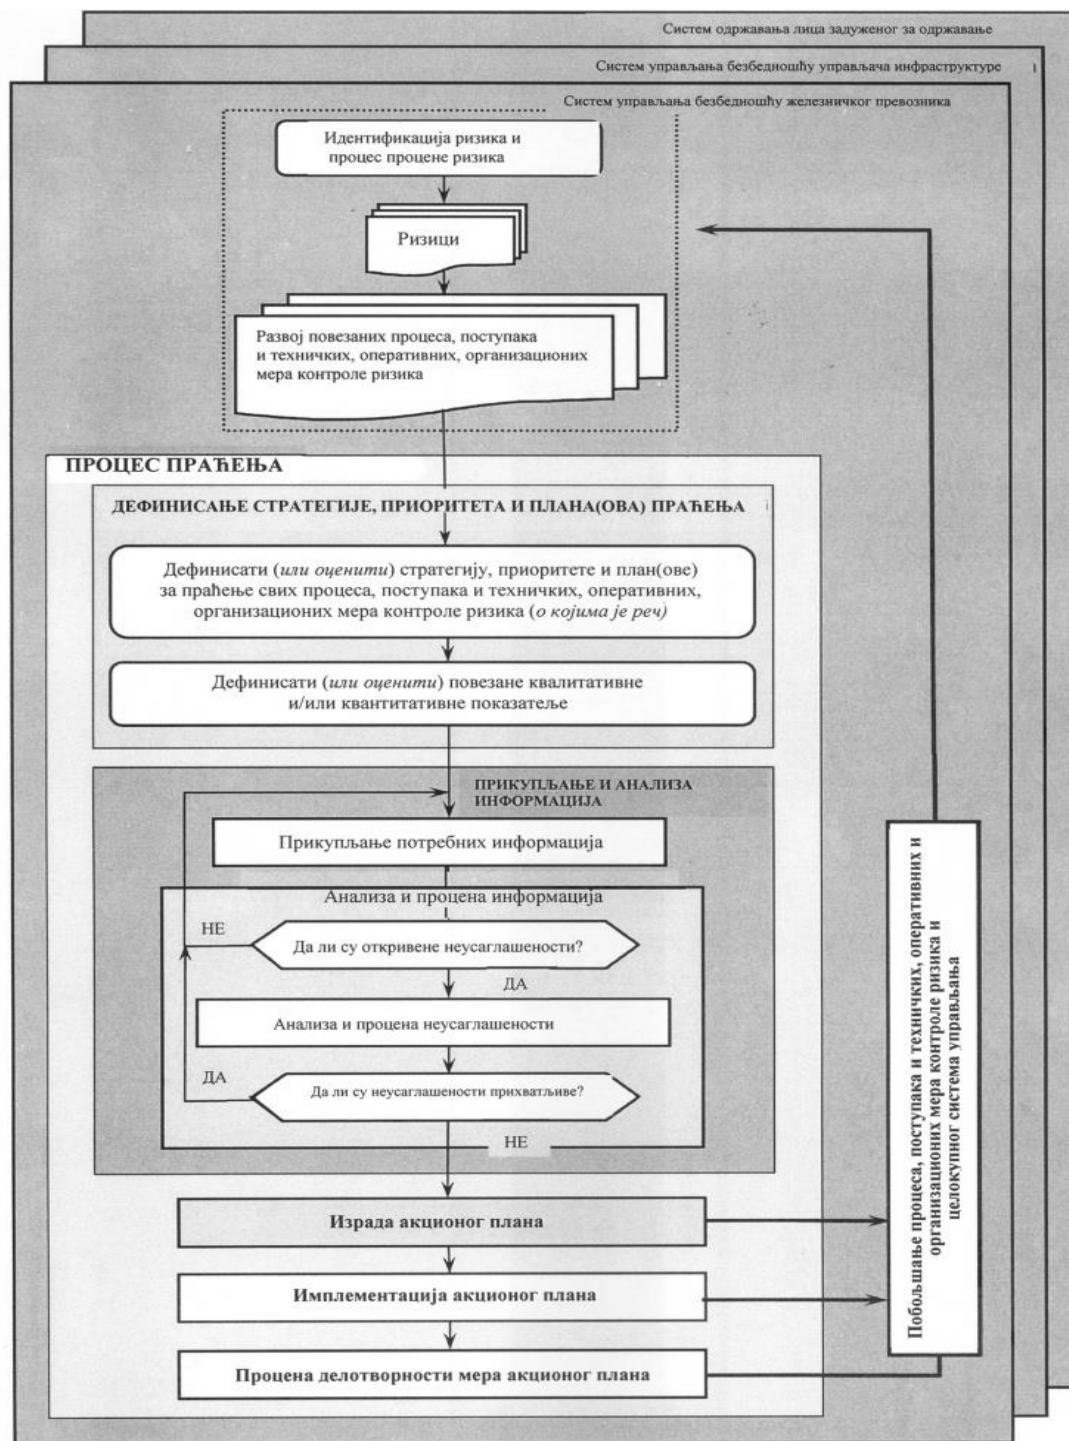 Систем одржавања лица задуженог за одржавање
Систем управљања безбедношћу управљача инфраструктуре
Систем управљања безбедношћу железничког превозника
Идентификација ризика и
процес процене ризика
Ризици
Развој повезаних процеса, поступака
и техничких, оперативних, организационих
мера контроле ризика
ПРОЦЕС ПРАЋЕЊА
ДЕФИНИСАЊЕ СТРАТЕГИЈЕ, ПРИОРИТЕТА И ПЛАНА(ОВА) ПРАЋЕЊА
Дефинисати (или оценити) стратегију, приоритете и план(ове)
за праћење свих процеса, поступака и техничких, оперативних,
организационих мера контроле ризика (о којима је реч)
Дефинисати (или оценити) повезане квалитативне
и/или квантитативне показатеље
ПРИКУПЉАЊЕ И АНАЛИЗА
ИНФОРМАЦИЈА
Прикупљање потребних информација
Анализа и процена информација
НЕ
Да ли су откривене неусаглашености?
ДА
Анализа и процена неусаглашености
ДА
Да ли су неусаглашености прихватљиве?
НЕ
Израда акционог плана
Имплементација акционог плана
Процена делотворности мера акционог плана
Побољшање процеса, поступака и техничких, оперативних и
организационих мера контроле ризика и
целокупног система управљања